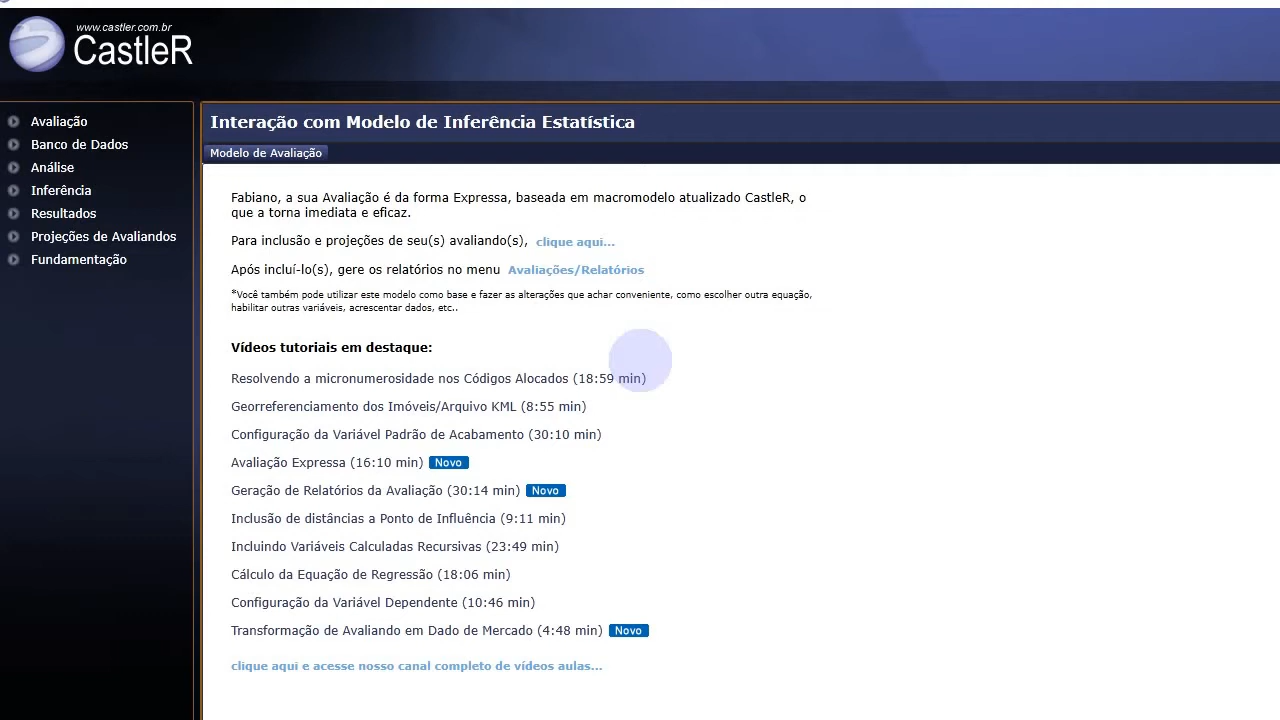 www.castler.com.br
CastleR
Avaliação
Banco de Dados
Análise
Inferência
Resultados
Projeções de Avaliandos
Fundamentação
Interação com Modelo de Inferência Estatística
Modelo de Avaliação
Fabiano, a sua Avaliação é da forma Expressa, baseada em macromodelo atualizado CastleR, o
que a torna imediata e eficaz.
Para inclusão e projeções de seu(s) avaliando(s), clique aqui...
Após incluí-lo(s), gere os relatórios no menu Avaliações/Relatórios
*Você também pode utilizar este modelo como base e fazer as alterações que achar conveniente, como escolher outra equação,
habilitar outras variáveis, acrescentar dados, etc..
Vídeos tutoriais em destaque:
Resolvendo a micronumerosidade nos Códigos Alocados (18:59 min)
Georreferenciamento dos Imóveis/Arquivo KML (8:55 min)
Configuração da Variável Padrão de Acabamento (30:10 min)
Avaliação Expressa (16:10 min) Novo
Geração de Relatórios da Avaliação (30:14 min) Novo
Inclusão de distâncias a Ponto de Influência (9:11 min)
Incluindo Variáveis Calculadas Recursivas (23:49 min)
Cálculo da Equação de Regressão (18:06 min)
Configuração da Variável Dependente (10:46 min)
Transformação de Avaliando em Dado de Mercado (4:48 min) Novo
clique aqui e acesse nosso canal completo de vídeos aulas...